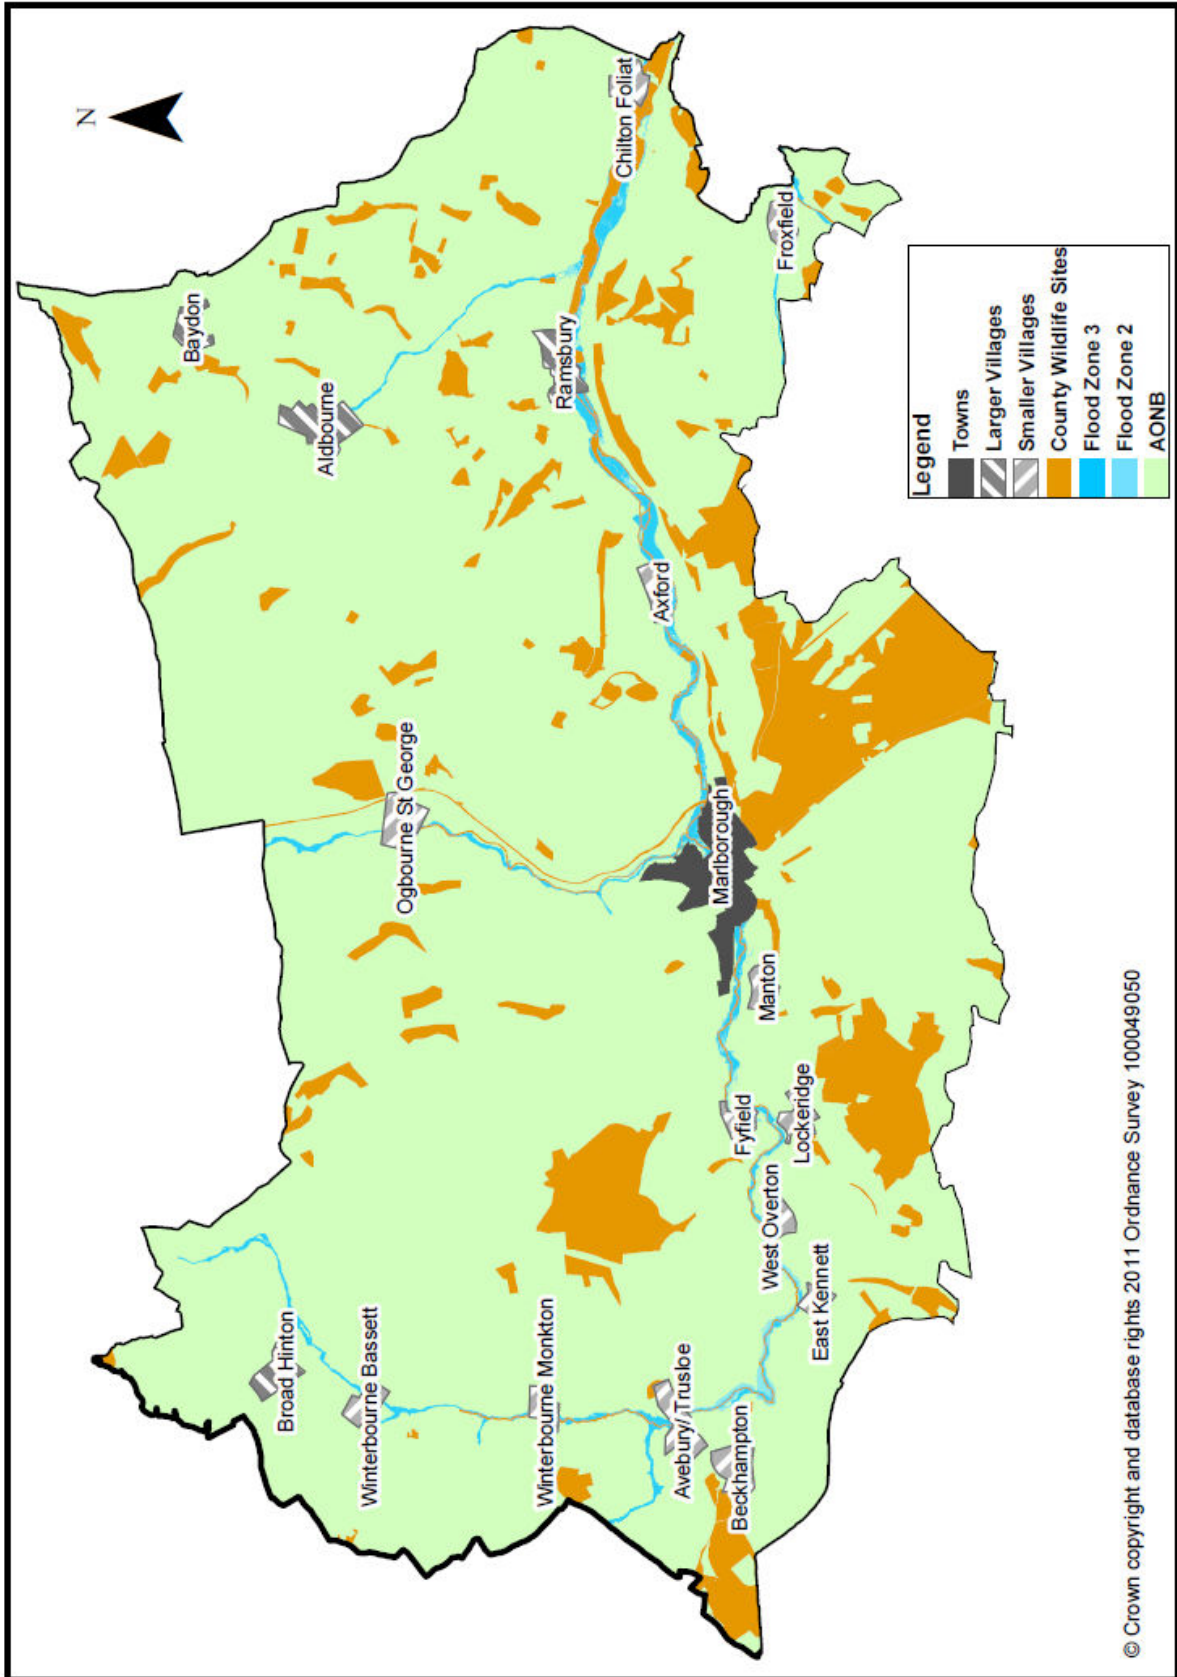 N
Baydon
Aldbourne
Ramsbury
Chilton Foliat
Froxfield
Axford
Ogbourne St George
Marlborough
Manton
Fyfield
Lockeridge
West Overton
East Kennett
Broad Hinton
Winterbourne Bassett
Winterbourne Monkton
Avebury/ Trusloe
Beckhampton
Legend
Towns
Larger Villages
Smaller Villages
County Wildlife Sites
Flood Zone 3
Flood Zone 2
AONB
© Crown copyright and database rights 2011 Ordnance Survey 100049050